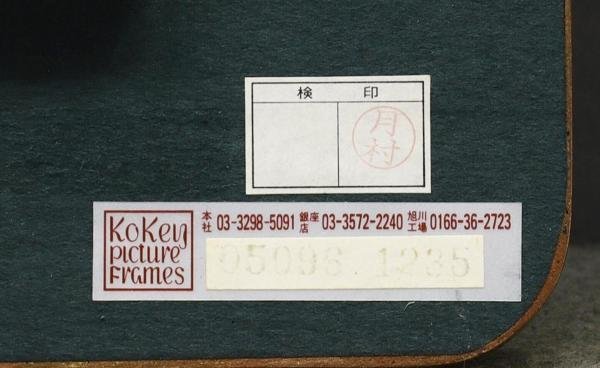 検 印
月村
KoKey
picture
Frames
本社 03-3298-5091 銀座店 03-3572-2240 旭川工場 0166-36-2723
05096 1235